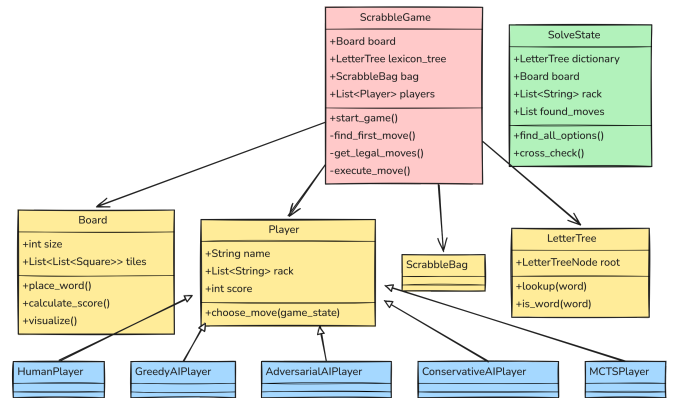 ScrabbleGame
+Board board
+LetterTree lexicon_tree
+ScrabbleBag bag
+List<Player> players
+start_game()
-find_first_move()
-get_legal_moves()
-execute_move()
SolveState
+LetterTree dictionary
+Board board
+List<String> rack
+List found_moves
+find_all_options()
+cross_check()
Board
+int size
+List<List<Square>> tiles
+place_word()
+calculate_score()
+visualize()
Player
+String name
+List<String> rack
+int score
+choose_move(game_state)
ScrabbleBag
LetterTree
+LetterTreeNode root
+lookup(word)
+is_word(word)
HumanPlayer
GreedyAIPlayer
AdversarialAIPlayer
ConservativeAIPlayer
MCTSPlayer